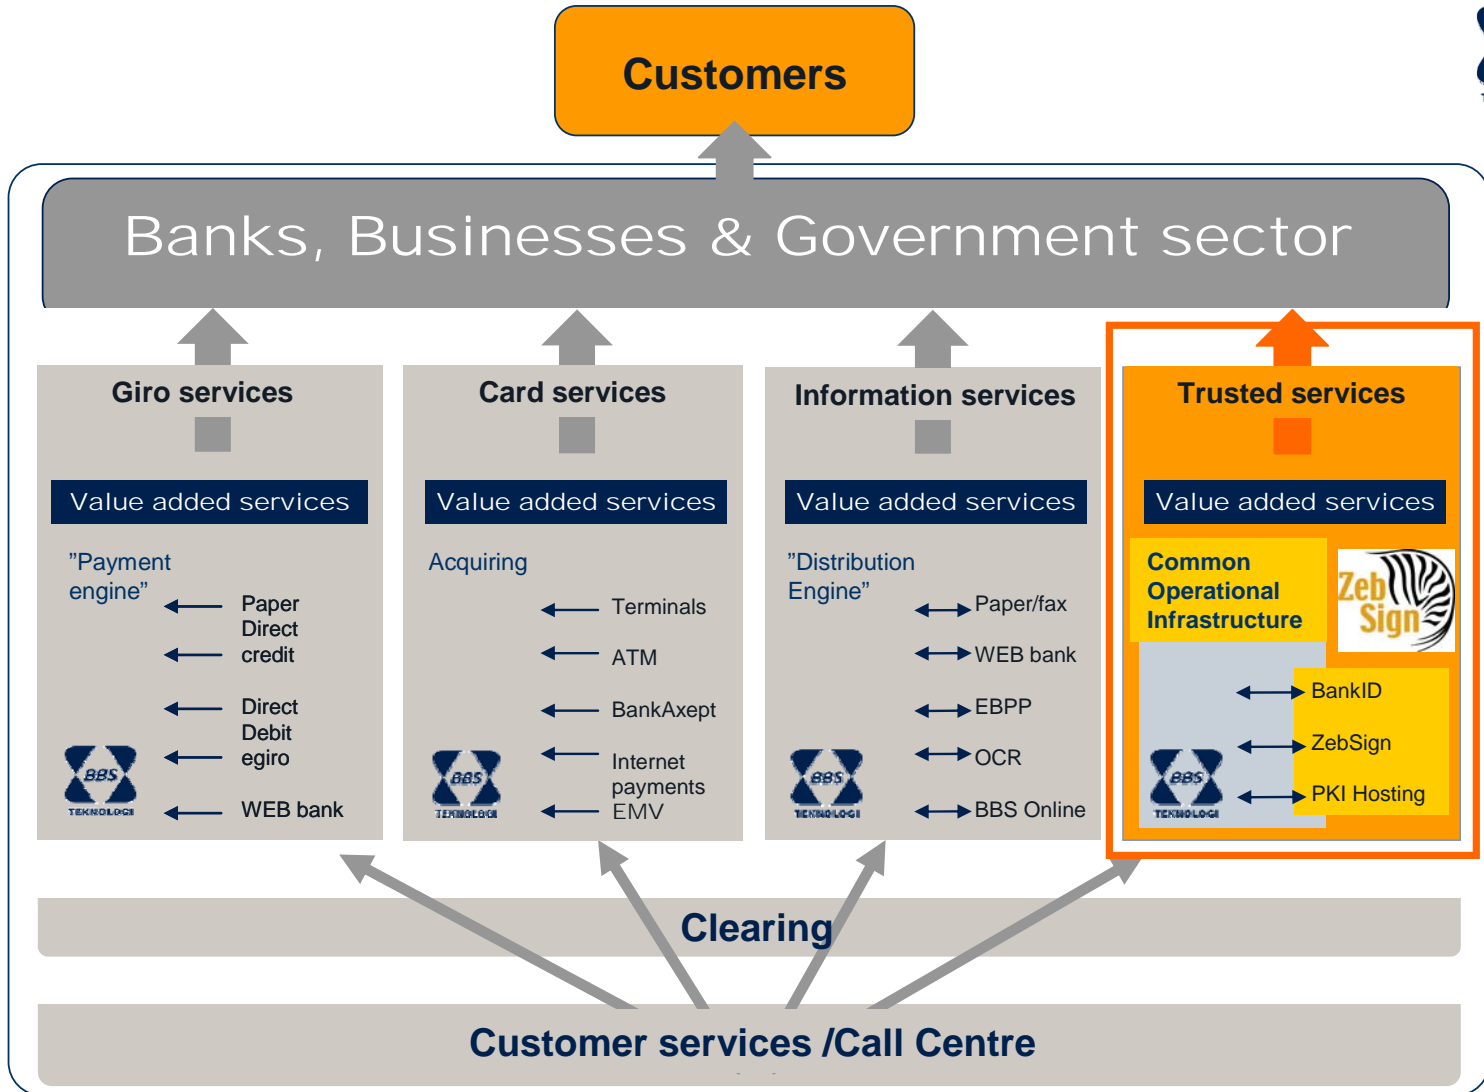 Customers
Banks, Businesses & Government sector
Giro services
Value added services
”Payment
engine”
Paper
Direct
credit
Direct
Debit
egiro
WEB bank
BBS
TEKNOLOGI
Card services
Value added services
Acquiring
Terminals
ATM
BankAxept
Internet
payments
EMV
BBS
TEKNOLOGI
Information services
Value added services
”Distribution
Engine”
Paper/fax
WEB bank
EBPP
OCR
BBS Online
BBS
TEKNOLOGI
Trusted services
Value added services
Common
Operational
Infrastructure
Zeb
Sign
BankID
ZebSign
PKI Hosting
BBS
TEKNOLOGI
Clearing
Customer services /Call Centre